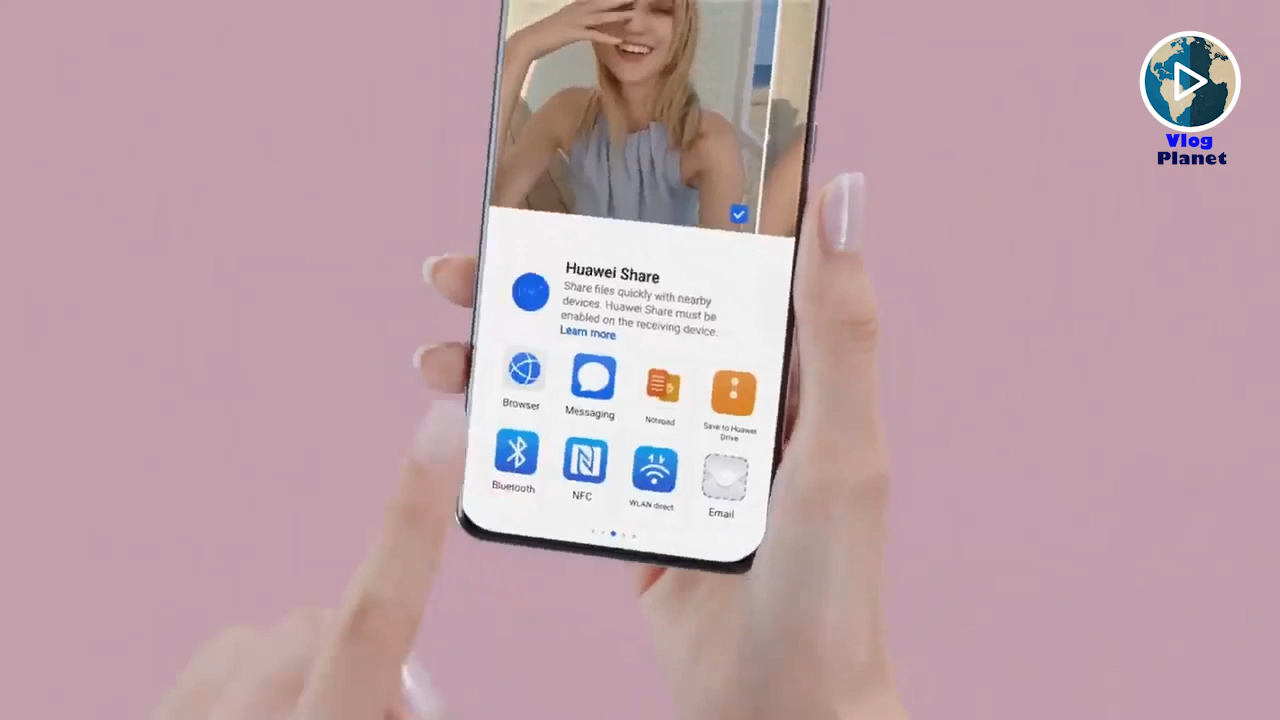 Vlog
Planet
Huawei Share
Share files quickly with nearby
devices. Huawei Share must be
enabled on the receiving device.
Learn more
Browser
Messaging
Notepad
Save to Huawei
Drive
Bluetooth
NFC
WLAN direct
Email